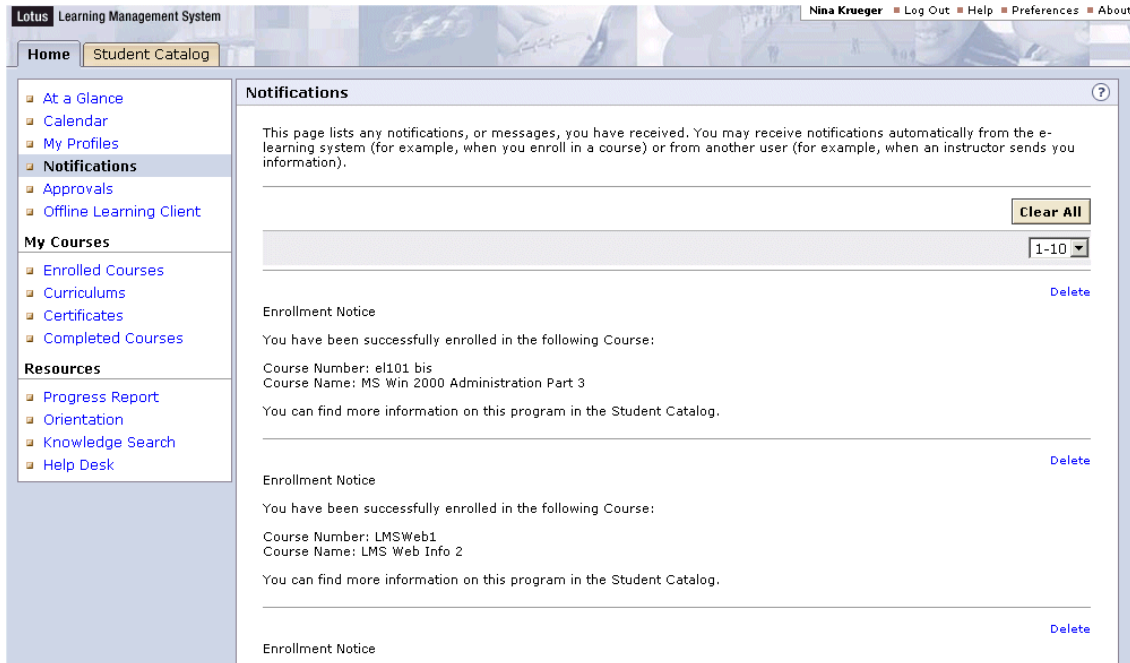 Lotus Learning Management System
Nina Krueger Log Out Help Preferences About
Home Student Catalog
At a Glance
Calendar
My Profiles
Notifications
Approvals
Offline Learning Client
My Courses
Enrolled Courses
Curriculums
Certificates
Completed Courses
Resources
Progress Report
Orientation
Knowledge Search
Help Desk
Notifications
?
This page lists any notifications, or messages, you have received. You may receive notifications automatically from the e-
learning system (for example, when you enroll in a course) or from another user (for example, when an instructor sends you
information).
Clear All
1-10
Delete
Enrollment Notice
You have been successfully enrolled in the following Course:
Course Number: el101 bis
Course Name: MS Win 2000 Administration Part 3
You can find more information on this program in the Student Catalog.
Delete
Enrollment Notice
You have been successfully enrolled in the following Course:
Course Number: LMSWeb1
Course Name: LMS Web Info 2
You can find more information on this program in the Student Catalog.
Delete
Enrollment Notice